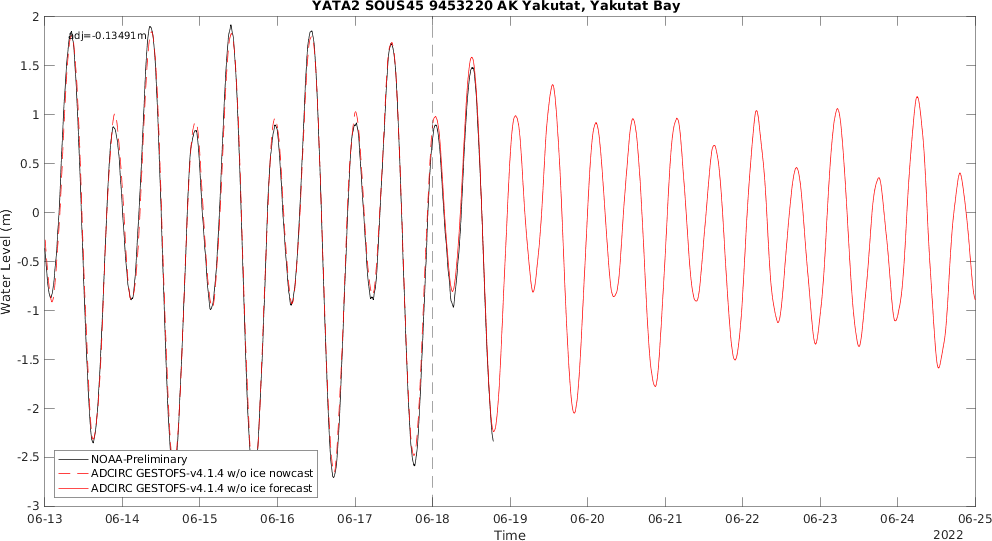 YATA2 SOUS45 9453220 AK Yakutat, Yakutat Bay
adj=-0.13491m
2
1.5
1
0.5
0
-0.5
-1
-1.5
-2
-2.5
-3
Water Level (m)
NOAA-Preliminary
ADCIRC GESTOFS-v4.1.4 w/o ice nowcast
ADCIRC GESTOFS-v4.1.4 w/o ice forecast
06-13 06-14 06-15 06-16 06-17 06-18 06-19 06-20 06-21 06-22 06-23 06-24 06-25
Time
2022